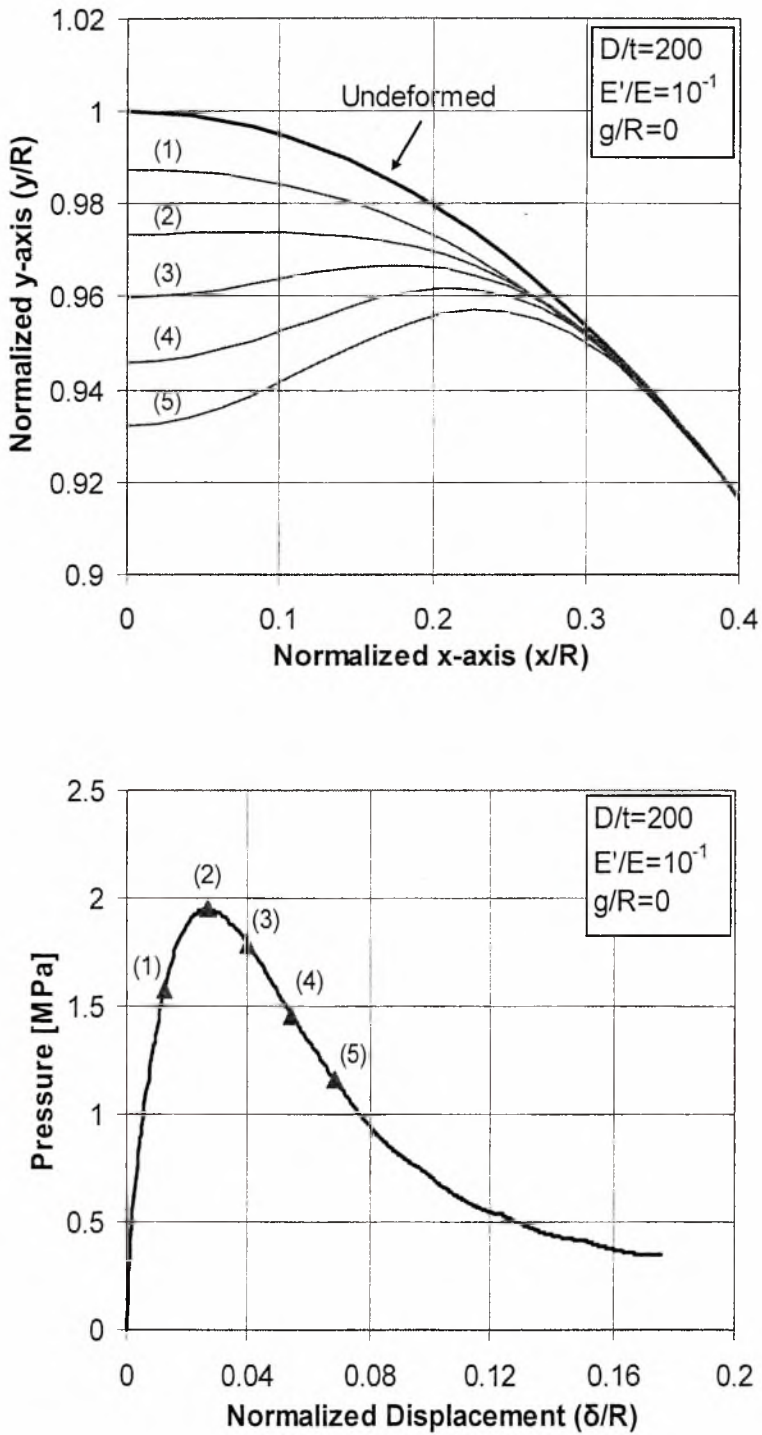 1.02
1
0.98
0.96
0.94
0.92
0.9
Normalized y-axis (y/R)
Undeformed
(1)
(2)
(3)
(4)
(5)
D/t=200
E'/E=10⁻¹
g/R=0
0 0.1 0.2 0.3 0.4
Normalized x-axis (x/R)
2.5
2
1.5
1
0.5
0
Pressure [MPa]
(1)
(2)
(3)
(4)
(5)
D/t=200
E'/E=10⁻¹
g/R=0
0 0.04 0.08 0.12 0.16 0.2
Normalized Displacement (δ/R)